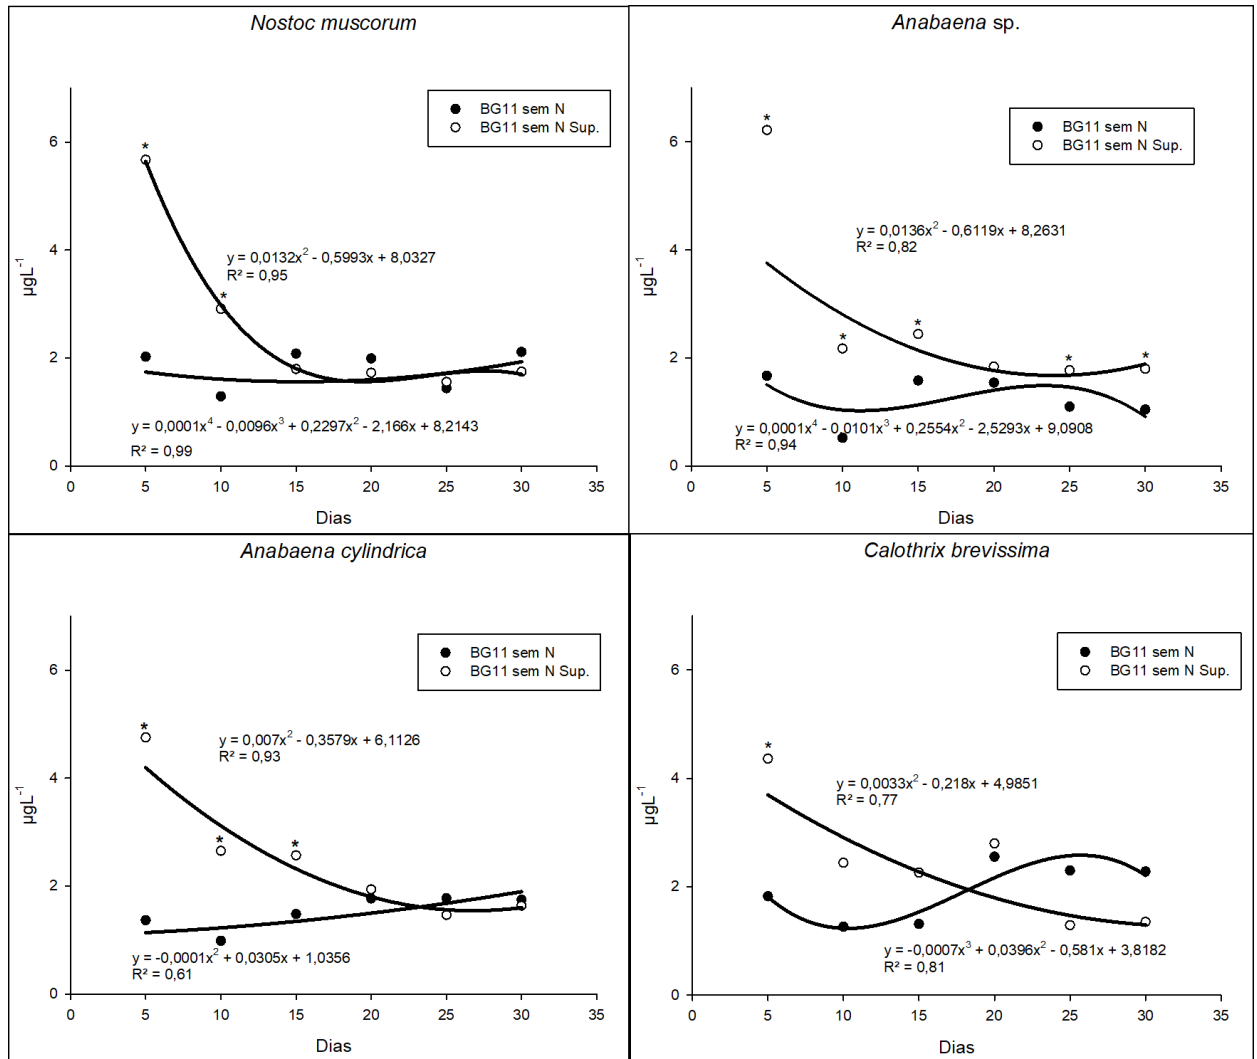 Nostoc muscorum
BG11 sem N
BG11 sem N Sup.
6
4
2
0
µgL⁻¹
*
*
y = 0,0132x² - 0,5993x + 8,0327
R² = 0,95
y = 0,0001x⁴ - 0,0096x³ + 0,2297x² - 2,166x + 8,2143
R² = 0,99
0 5 10 15 20 25 30 35
Dias
Anabaena sp.
BG11 sem N
BG11 sem N Sup.
6
4
2
0
µgL⁻¹
*
*
*
*
*
y = 0,0136x² - 0,6119x + 8,2631
R² = 0,82
y = 0,0001x⁴ - 0,0101x³ + 0,2554x² - 2,5293x + 9,0908
R² = 0,94
0 5 10 15 20 25 30 35
Dias
Anabaena cylindrica
BG11 sem N
BG11 sem N Sup.
6
4
2
0
µgL⁻¹
*
*
*
y = 0,007x² - 0,3579x + 6,1126
R² = 0,93
y = -0,0001x² + 0,0305x + 1,0356
R² = 0,61
0 5 10 15 20 25 30 35
Dias
Calothrix brevissima
BG11 sem N
BG11 sem N Sup.
6
4
2
0
µgL⁻¹
*
y = 0,0033x² - 0,218x + 4,9851
R² = 0,77
y = -0,0007x³ + 0,0396x² - 0,581x + 3,8182
R² = 0,81
0 5 10 15 20 25 30 35
Dias